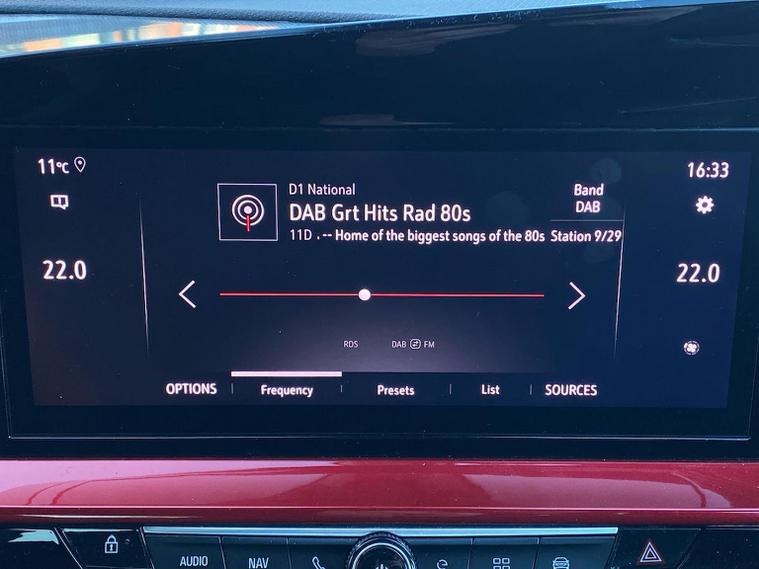 11°C
16:33
D1 National
DAB Grt Hits Rad 80s
11D .-- Home of the biggest songs of the 80s
Band
DAB
Station 9/29
22.0
22.0
RDS
DAB FM
OPTIONS
Frequency
Presets
List
SOURCES
AUDIO
NAV